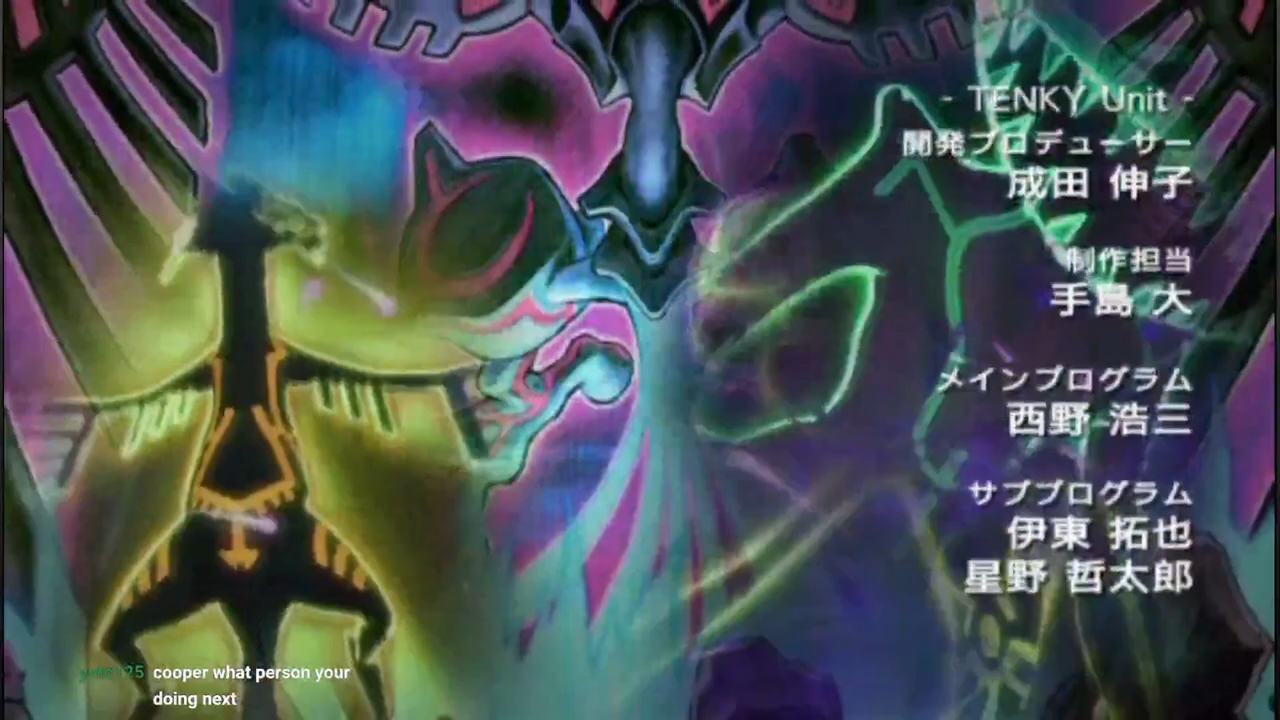 - TENKY Unit -
開発プロデューサー
成田 伸子
制作担当
手島 大
メインプログラム
西野 浩三
サブプログラム
伊東 拓也
星野 哲太郎
cooper what person your
doing next